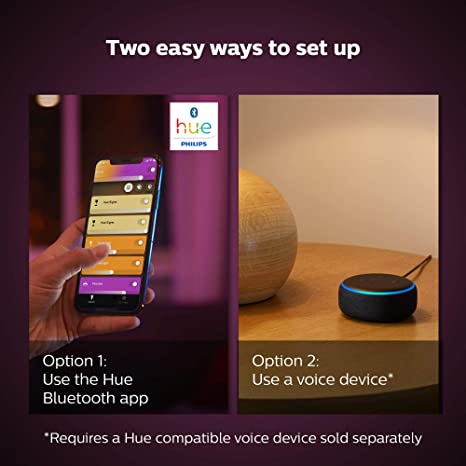 Two easy ways to set up
hue
PHILIPS
Option 1:
Use the Hue
Bluetooth app
Option 2:
Use a voice device*
*Requires a Hue compatible voice device sold separately